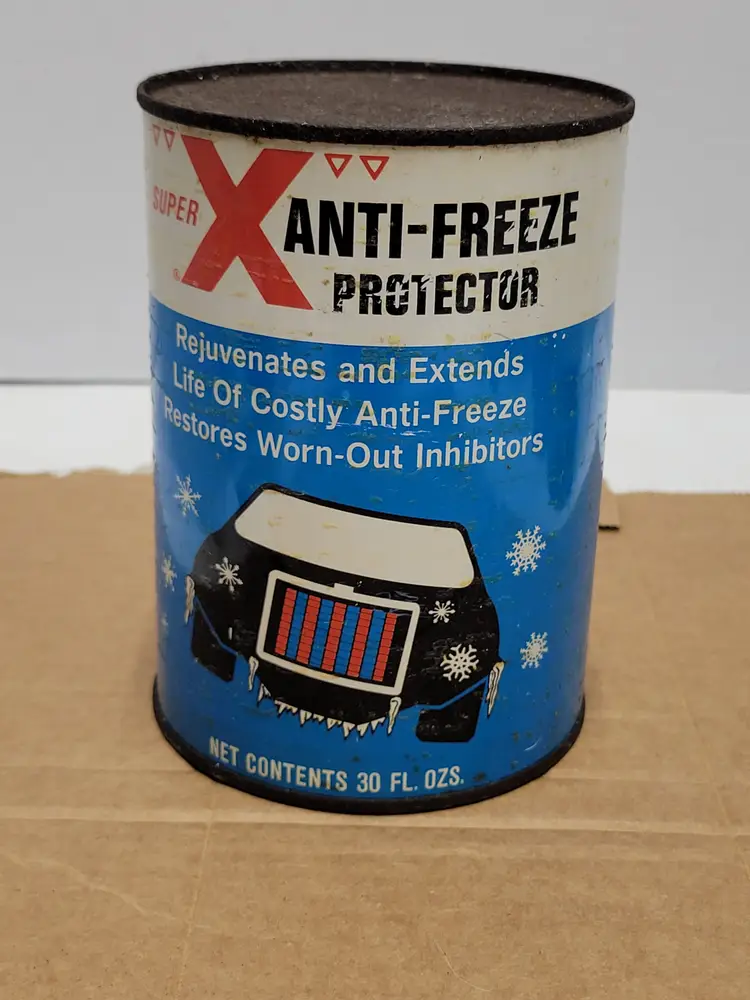 SUPER X ANTI-FREEZE
PROTECTOR
®
Rejuvenates and Extends
Life Of Costly Anti-Freeze
Restores Worn-Out Inhibitors
NET CONTENTS 30 FL. OZS.